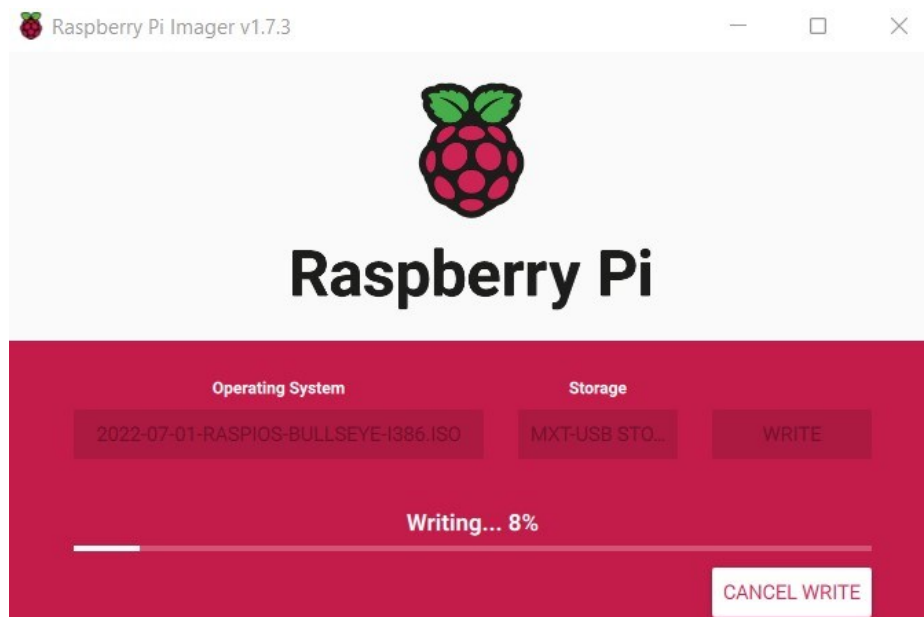 Raspberry Pi Imager v1.7.3
Raspberry Pi
Operating System
Storage
2022-07-01-RASPIOS-BULLSEYE-I386.ISO
MXT-USB STO...
WRITE
Writing... 8%
CANCEL WRITE